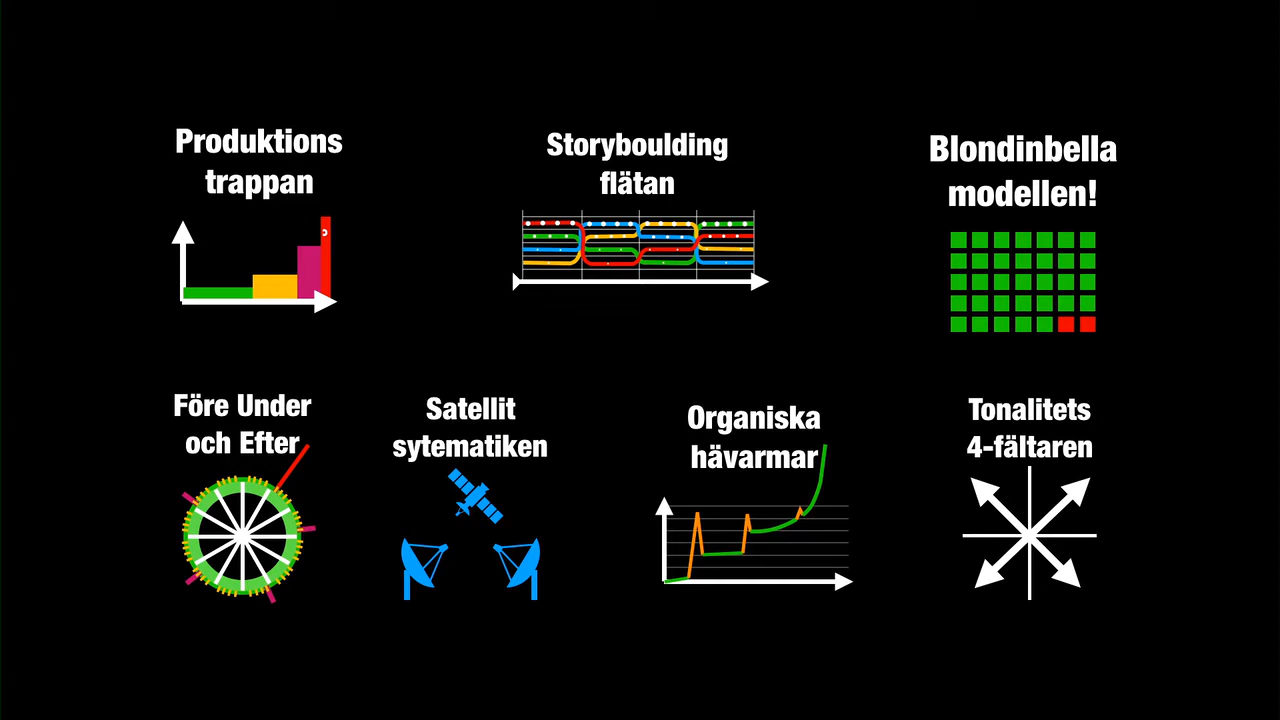 Produktions
trappan
Storyboulding
flätan
Blondinbella
modellen!
Före Under
och Efter
Satellit
sytematiken
Organiska
hävarmar
Tonalitets
4-fältaren